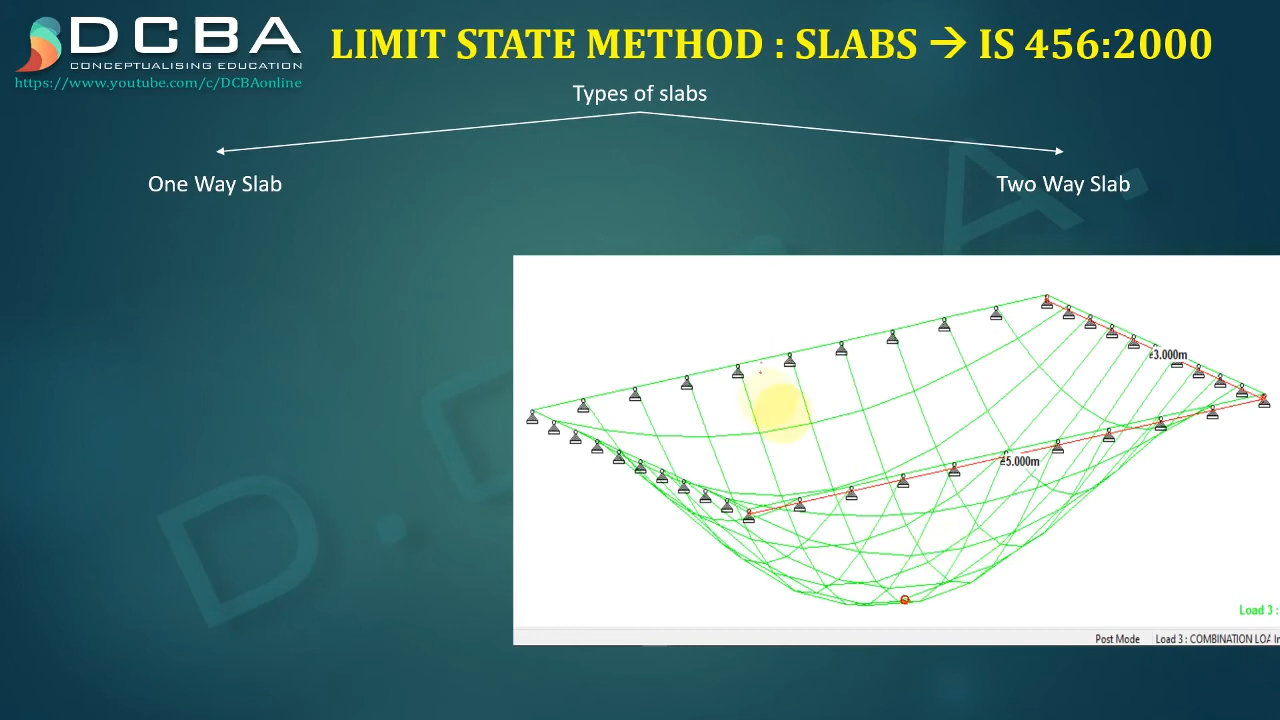 DCBA
CONCEPTUALISING EDUCATION
https://www.youtube.com/c/DCBAonline
LIMIT STATE METHOD : SLABS → IS 456:2000
Types of slabs
One Way Slab
Two Way Slab
D. C. B. A.
3.000m
5.000m
Load 3 :
Post Mode
Load 3 : COMBINATION LOA